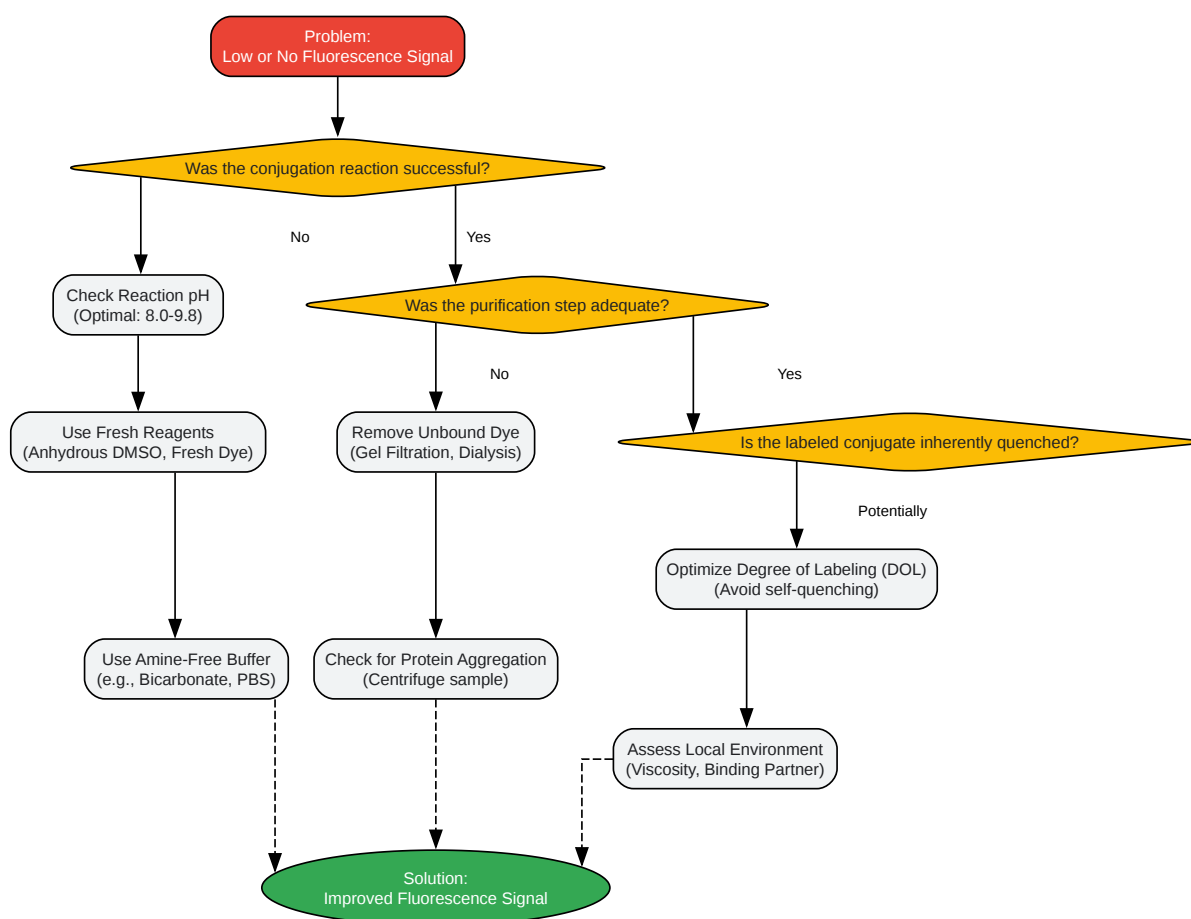 Problem:
Low or No Fluorescence Signal
Was the conjugation reaction successful?
No
Yes
Check Reaction pH
(Optimal: 8.0-9.8)
Was the purification step adequate?
No
Yes
Use Fresh Reagents
(Anhydrous DMSO, Fresh Dye)
Remove Unbound Dye
(Gel Filtration, Dialysis)
Is the labeled conjugate inherently quenched?
Potentially
Optimize Degree of Labeling (DOL)
(Avoid self-quenching)
Use Amine-Free Buffer
(e.g., Bicarbonate, PBS)
Check for Protein Aggregation
(Centrifuge sample)
Assess Local Environment
(Viscosity, Binding Partner)
Solution:
Improved Fluorescence Signal